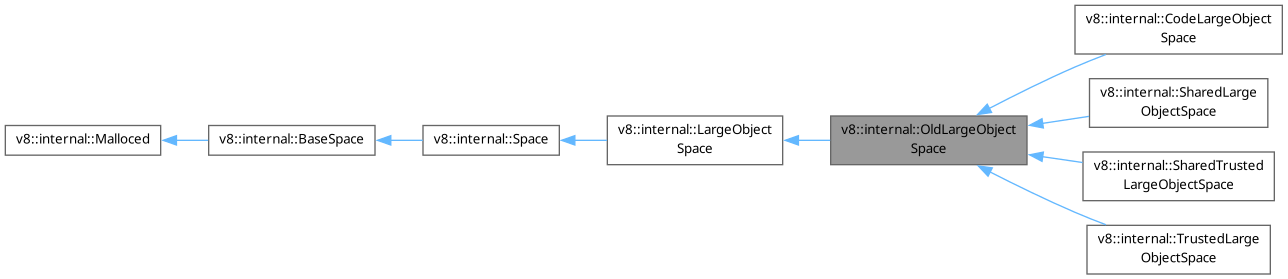 v8::internal::Malloced
v8::internal::BaseSpace
v8::internal::Space
v8::internal::LargeObject
Space
v8::internal::OldLargeObject
Space
v8::internal::CodeLargeObject
Space
v8::internal::SharedLarge
ObjectSpace
v8::internal::SharedTrusted
LargeObjectSpace
v8::internal::TrustedLarge
ObjectSpace